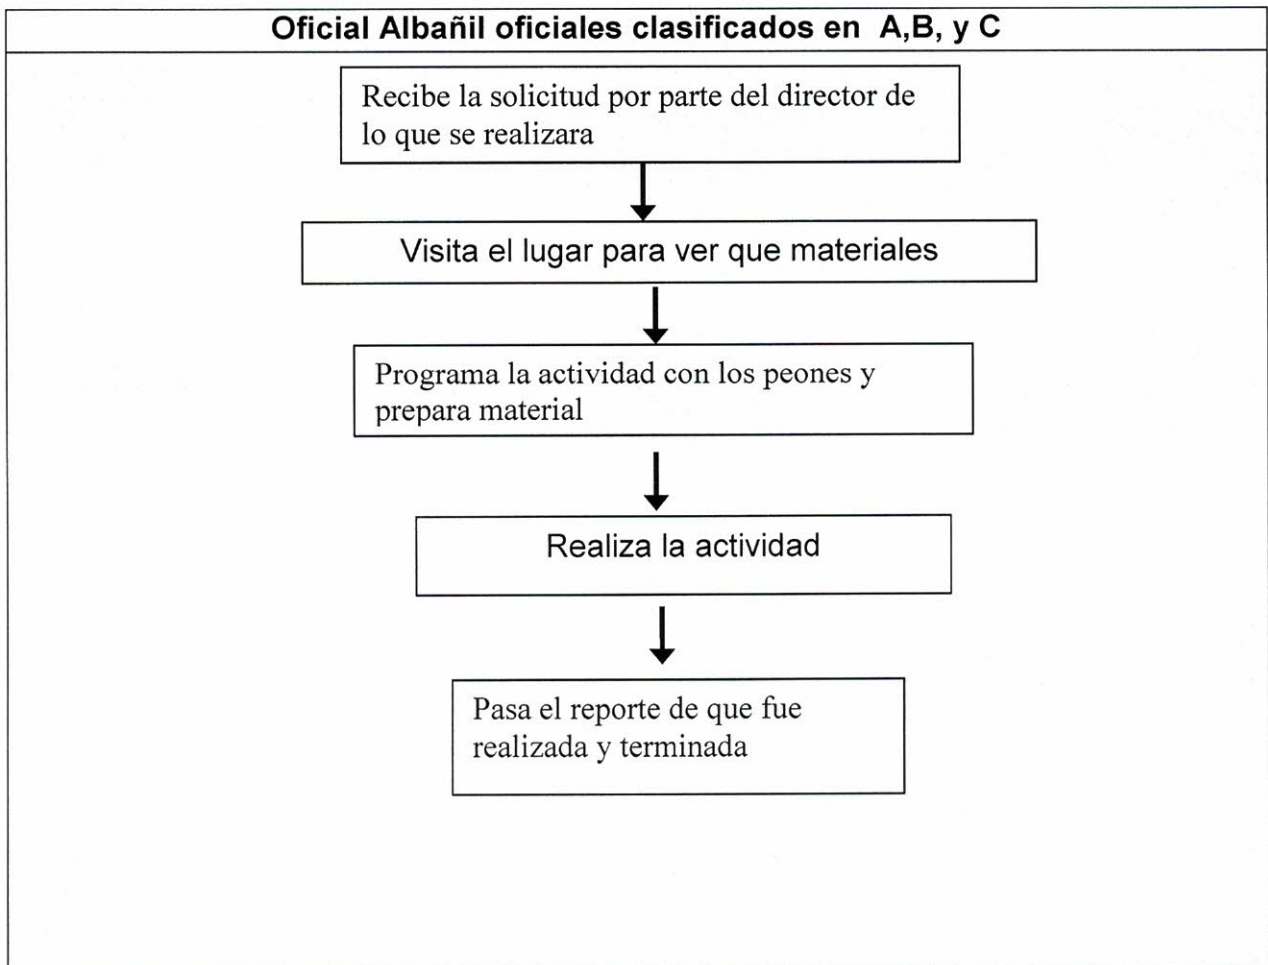 Oficial Albañil oficiales clasificados en A,B, y C
Recibe la solicitud por parte del director de
lo que se realizara
Visita el lugar para ver que materiales
Programa la actividad con los peones y
prepara material
Realiza la actividad
Pasa el reporte de que fue
realizada y terminada